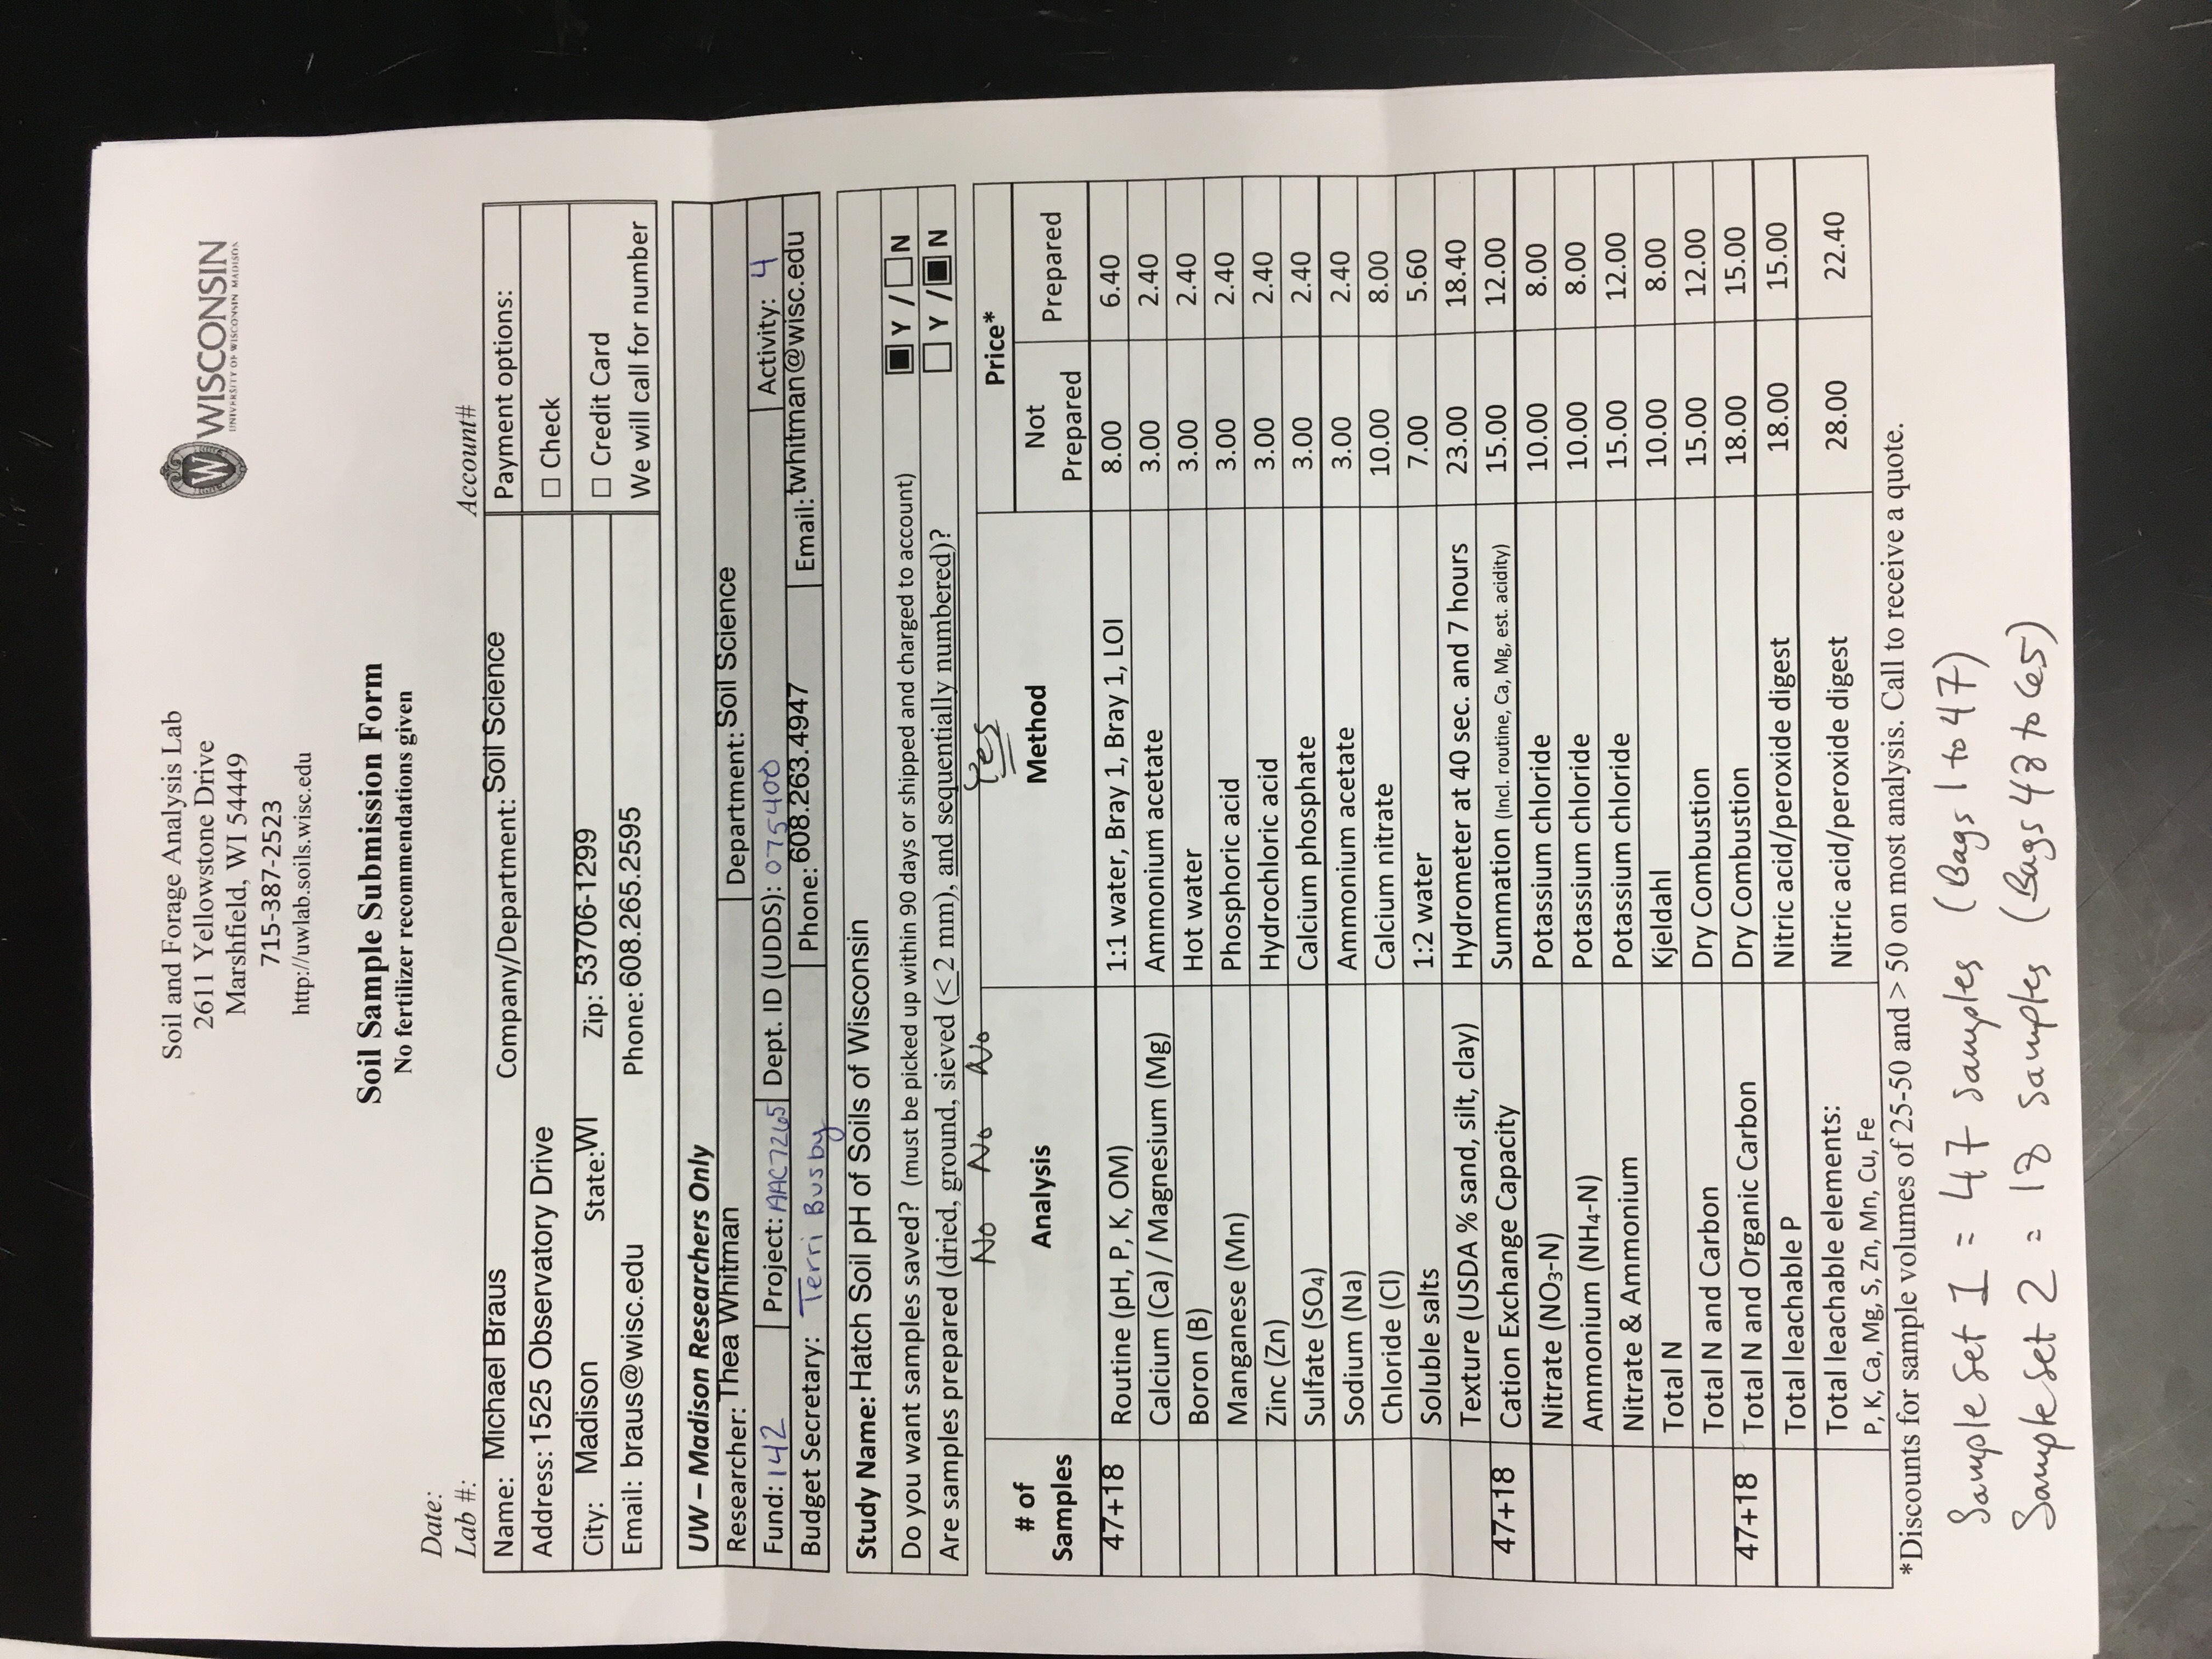 Soil and Forage Analysis Lab
2611 Yellowstone Drive
Marshfield, WI 54449
715-387-2523
http://uwlab.soils.wisc.edu
W WISCONSIN
UNIVERSITY OF WISCONSIN MADISON
Soil Sample Submission Form
No fertilizer recommendations given
Date:
Lab #: Account#
Name: Michael Braus Company/Department: Soil Science Payment options:
Address: 1525 Observatory Drive ☐ Check
City: Madison State: WI Zip: 53706-1299 ☐ Credit Card
Email: braus@wisc.edu Phone: 608.265.2595 We will call for number
UW – Madison Researchers Only
Researcher: Thea Whitman Department: Soil Science
Fund: 142 Project: AAC7265 Dept. ID (UDDS): 075400 Activity: 4
Budget Secretary: Terri Busby Phone: 608.263.4947 Email: twhitman@wisc.edu
Study Name: Hatch Soil pH of Soils of Wisconsin
Do you want samples saved? (must be picked up within 90 days or shipped and charged to account) ■ Y / ☐ N
Are samples prepared (dried, ground, sieved (≤ 2 mm), and sequentially numbered)? ☐ Y / ■ N
No No No Yes
# of Samples Analysis Method Price*
Not Prepared Prepared
47+18 Routine (pH, P, K, OM) 1:1 water, Bray 1, Bray 1, LOI 8.00 6.40
Calcium (Ca) / Magnesium (Mg) Ammonium acetate 3.00 2.40
Boron (B) Hot water 3.00 2.40
Manganese (Mn) Phosphoric acid 3.00 2.40
Zinc (Zn) Hydrochloric acid 3.00 2.40
Sulfate (SO4) Calcium phosphate 3.00 2.40
Sodium (Na) Ammonium acetate 3.00 2.40
Chloride (Cl) Calcium nitrate 10.00 8.00
Soluble salts 1:2 water 7.00 5.60
Texture (USDA % sand, silt, clay) Hydrometer at 40 sec. and 7 hours 23.00 18.40
47+18 Cation Exchange Capacity Summation (Incl. routine, Ca, Mg, est. acidity) 15.00 12.00
Nitrate (NO3-N) Potassium chloride 10.00 8.00
Ammonium (NH4-N) Potassium chloride 10.00 8.00
Nitrate & Ammonium Potassium chloride 15.00 12.00
Total N Kjeldahl 10.00 8.00
Total N and Carbon Dry Combustion 15.00 12.00
47+18 Total N and Organic Carbon Dry Combustion 18.00 15.00
Total leachable P Nitric acid/peroxide digest 18.00 15.00
Total leachable elements: Nitric acid/peroxide digest 28.00 22.40
P, K, Ca, Mg, S, Zn, Mn, Cu, Fe
*Discounts for sample volumes of 25-50 and > 50 on most analysis. Call to receive a quote.
Sample Set 1 = 47 samples (Bags 1 to 47)
Sample Set 2 = 18 samples (Bags 48 to 65)